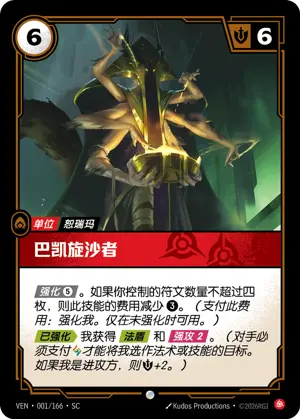 6
6
单位 恕瑞玛
巴凯旋沙者
强化 5 。如果你控制的符文数量不超过四
枚，则此技能的费用减少 3 。（支付此费
用：强化我。仅在未强化时可用。）
已强化 我获得 法盾 和 强攻 2 。（对手必
须支付 才能将我选作法术或技能的目标。
如果我是进攻方，则 +2。）
VEN · 001/166 · SC Kudos Productions · ©2026RGJ